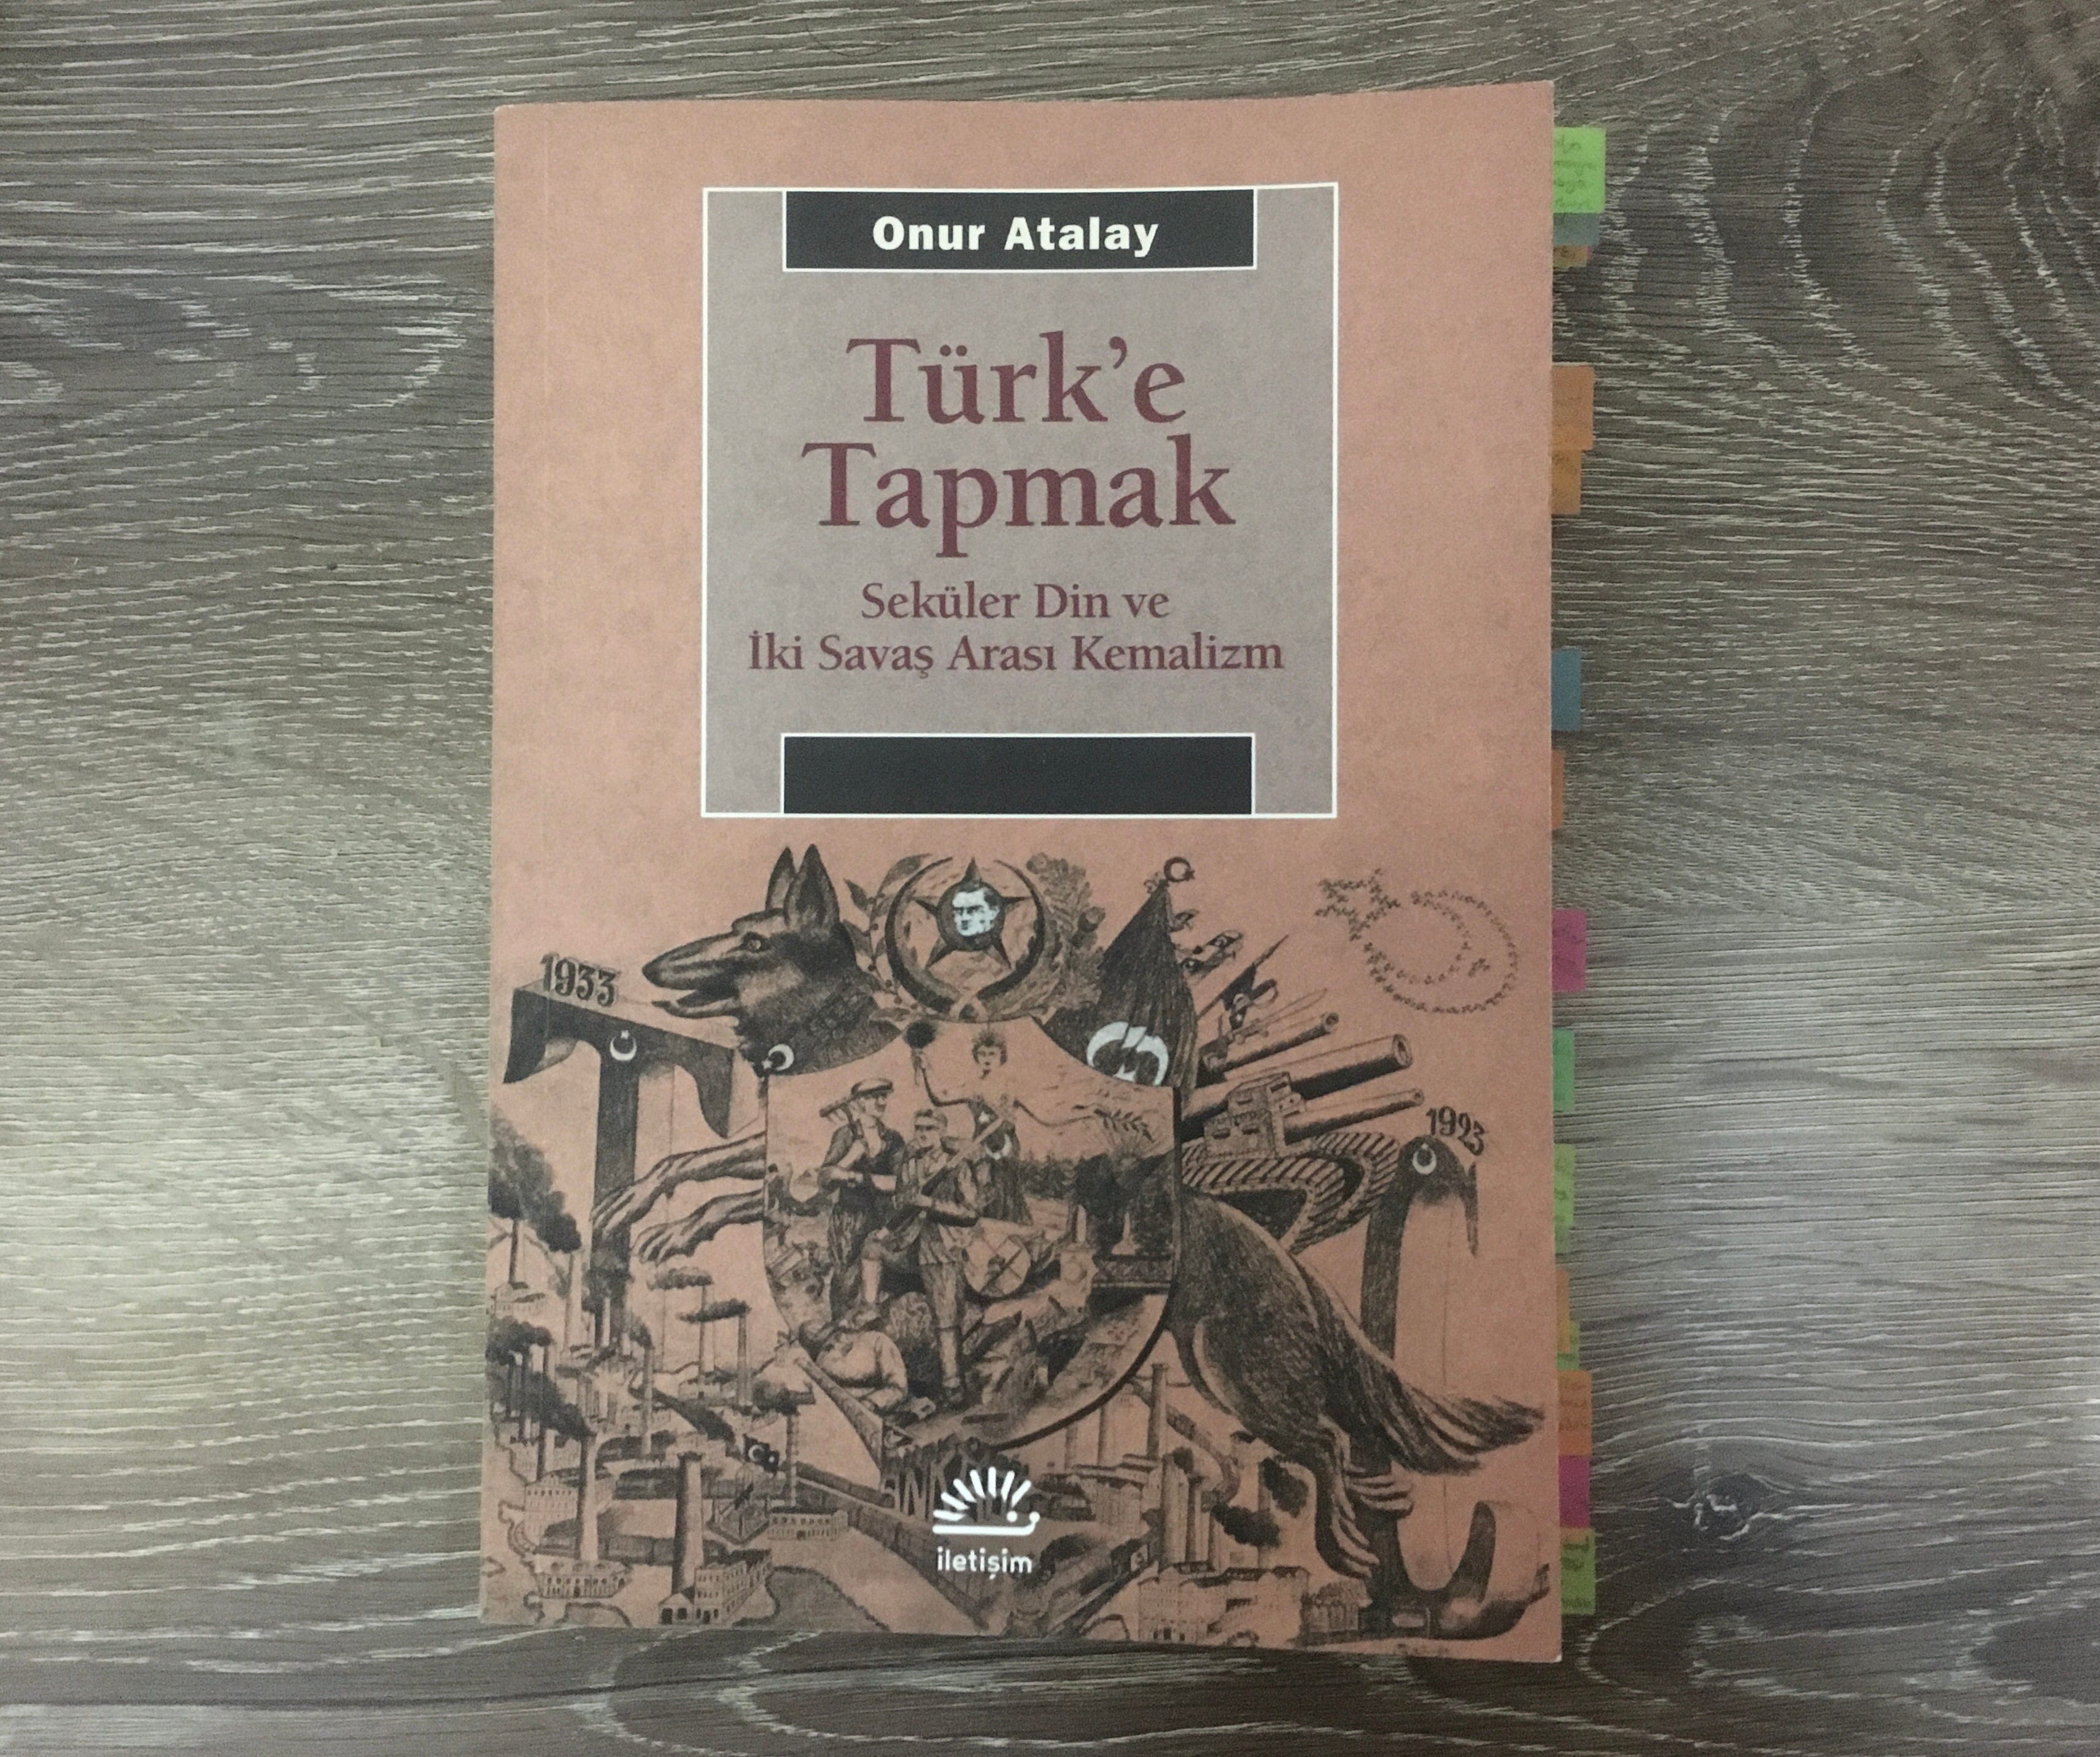 Onur Atalay
Türk'e
Tapmak
Seküler Din ve
İki Savaş Arası Kemalizm
1933
1923
iletişim